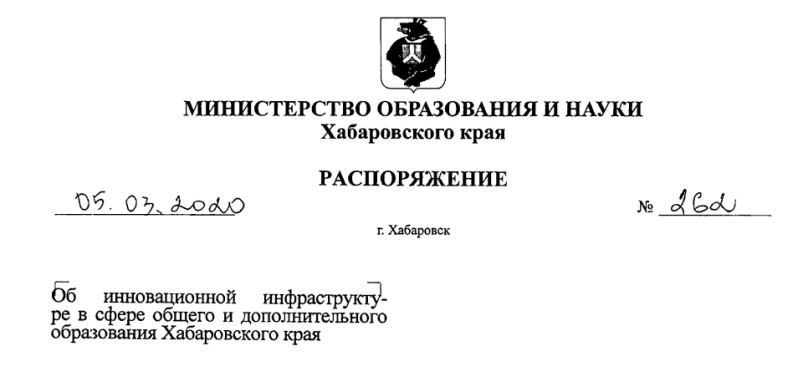 МИНИСТЕРСТВО ОБРАЗОВАНИЯ И НАУКИ
Хабаровского края
РАСПОРЯЖЕНИЕ
05.03.2020 № 262
г. Хабаровск
Об инновационной инфраструкту-
ре в сфере общего и дополнительного
образования Хабаровского края